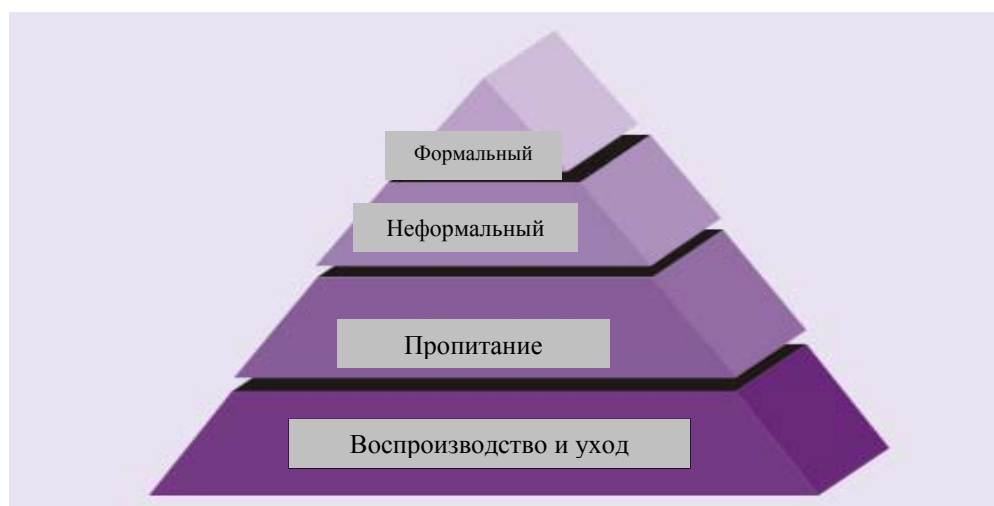 Формальный
Неформальный
Пропитание
Воспроизводство и уход